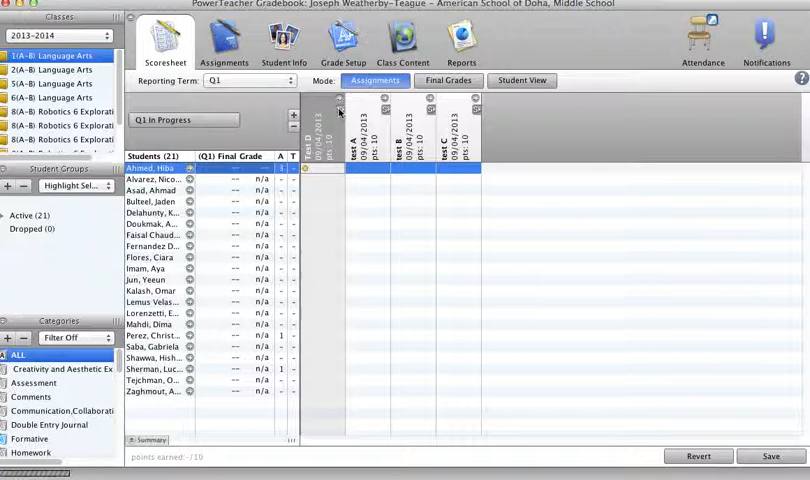 PowerTeacher Gradebook: Joseph Weatherby-Teague - American School of Doha, Middle School
Classes
2013-2014
1(A-B) Language Arts
2(A-B) Language Arts
5(A-B) Language Arts
6(A-B) Language Arts
8(A-B) Robotics 6 Explorati
8(A-B) Robotics 6 Explorati
8(A-B) Robotics 6 Explorati
Student Groups
+ − Highlight Sel...
Active (21)
Dropped (0)
Categories
+ − Filter Off
ALL
Creativity and Aesthetic Ex
Assessment
Comments
Communication,Collaborati
Double Entry Journal
Formative
Homework
Scoresheet
Assignments
Student Info
Grade Setup
Class Content
Reports
Attendance
Notifications
Reporting Term: Q1
Mode: Assignments Final Grades Student View
?
Q1 In Progress
+
−
Test D
09/04/2013
pts: 10
test A
09/04/2013
pts: 10
test B
09/04/2013
pts: 10
test C
09/04/2013
pts: 10
Students (21) (Q1) Final Grade A T
Ahmed, Hiba -- -- 3 -
Alvarez, Nico... -- n/a - -
Asad, Ahmad -- n/a - -
Bulteel, Jaden -- n/a - -
Delahunty, K... -- n/a - -
Doukmak, A... -- n/a - -
Faisal Chaud... -- n/a - -
Fernandez D... -- n/a - -
Flores, Ciara -- n/a - -
Imam, Aya -- n/a - -
Jun, Yeeun -- n/a - -
Kalash, Omar -- n/a - -
Lemus Velas... -- n/a - -
Lorenzetti, E... -- n/a - -
Mahdi, Dima -- n/a - -
Perez, Christ... -- n/a 1 -
Saba, Gabriela -- n/a - -
Shawwa, Hish... -- n/a - -
Sherman, Luc... -- n/a 1 -
Tejchman, O... -- n/a - -
Zaghmout, A... -- n/a - -
Summary
points earned:-/10
Revert
Save